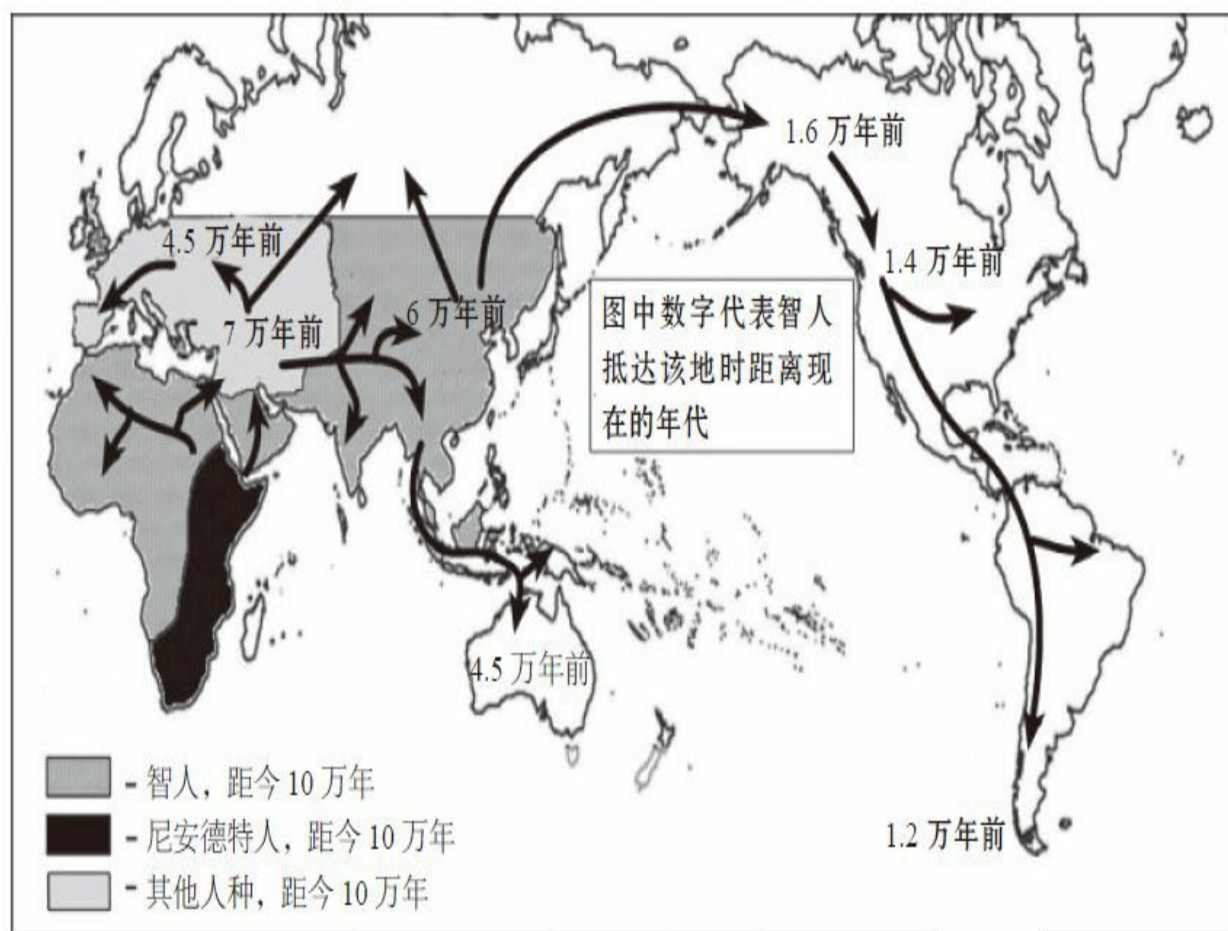 1.6 万年前
4.5 万年前
1.4 万年前
7 万年前
6 万年前
图中数字代表智人
抵达该地时距离现
在的年代
4.5 万年前
1.2 万年前
- 智人，距今 10 万年
- 尼安德特人，距今 10 万年
- 其他人种，距今 10 万年